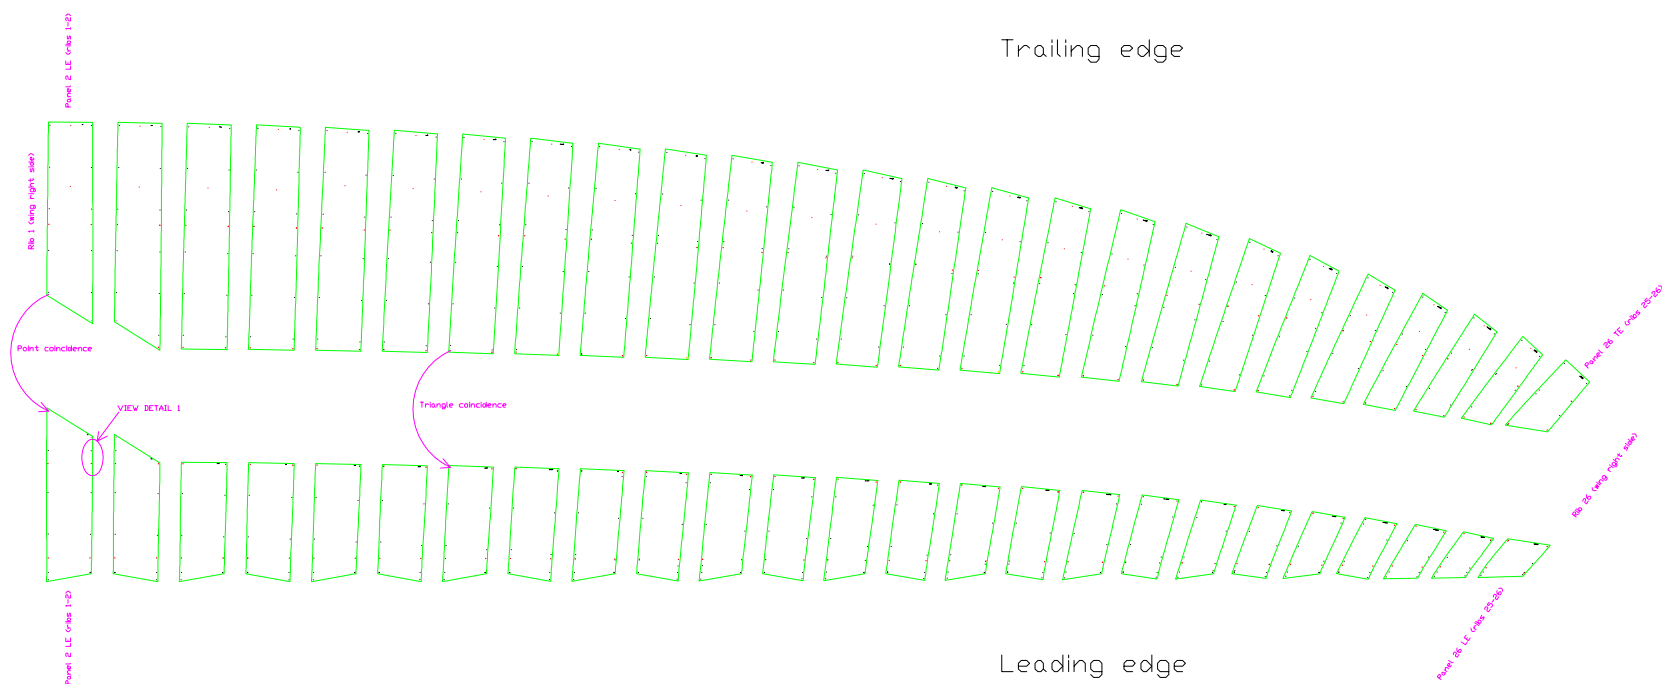 Panel 2 LE (ribs 1-2)
Trailing edge
Rib 1 (wing right side)
Panel 26 TE (ribs 25-26)
Point coincidence
VIEW DETAIL 1
Triangle coincidence
Rib 26 (wing right side)
Panel 2 LE (ribs 1-2)
Leading edge
Panel 26 LE (ribs 25-26)